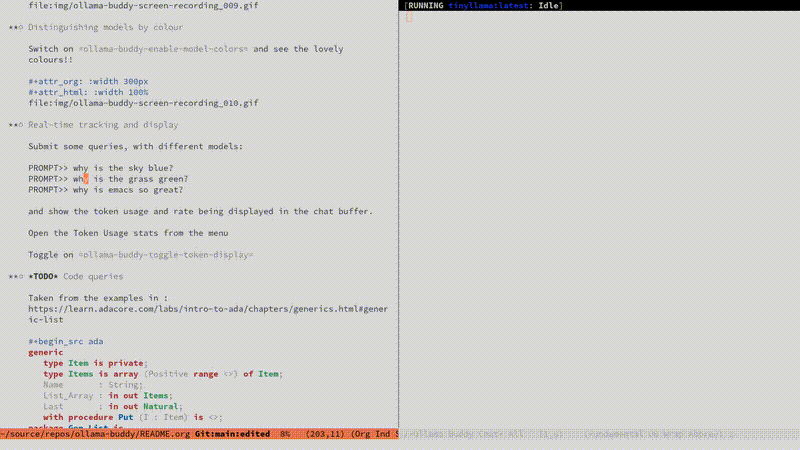 file:img/ollama-buddy-screen-recording_009.gif
**○ Distinguishing models by colour
Switch on =ollama-buddy-enable-model-colors= and see the lovely
colours!!
#+attr_org: :width 300px
#+attr_html: :width 100%
file:img/ollama-buddy-screen-recording_010.gif
**○ Real-time tracking and display
Submit some queries, with different models:
PROMPT>> why is the sky blue?
PROMPT>> why is the grass green?
PROMPT>> why is emacs so great?
and show the token usage and rate being displayed in the chat buffer.
Open the Token Usage stats from the menu
Toggle on =ollama-buddy-toggle-token-display=
**○ *TODO* Code queries
Taken from the examples in :
https://learn.adacore.com/labs/intro-to-ada/chapters/generics.html#gener
ic-list
#+begin_src ada
generic
type Item is private;
type Items is array (Positive range <>) of Item;
Name : String;
List_Array : in out Items;
Last : in out Natural;
with procedure Put (I : Item) is <>;
package Gen_List is
~/source/repos/ollama-buddy/README.org Git:main:edited 8% (203,11) (Org Ind S
[RUNNING tinyllama:latest: Idle]